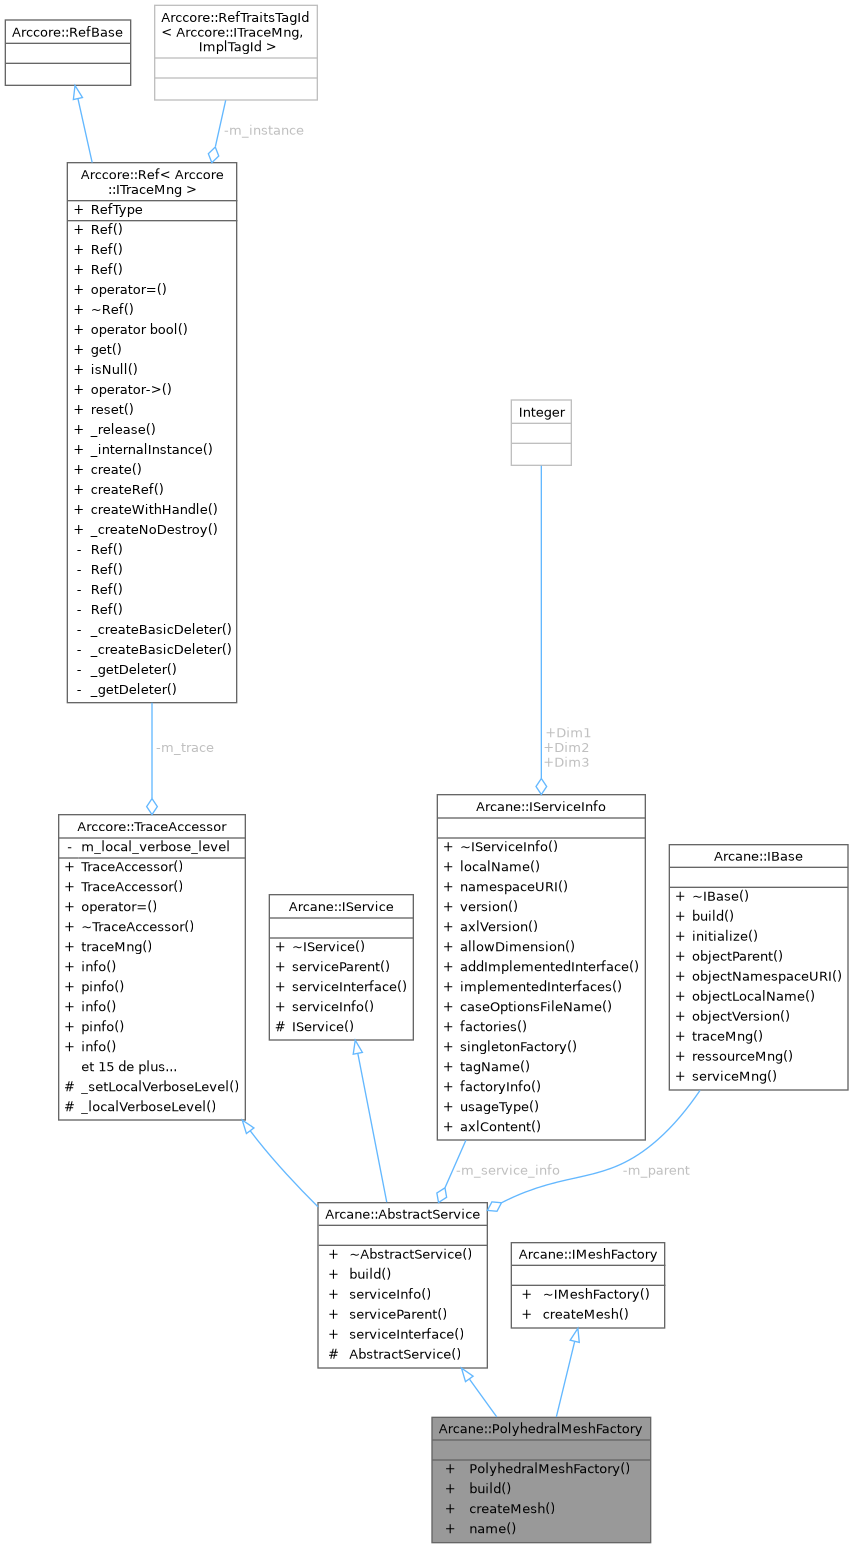 Arccore::RefBase
Arccore::RefTraitsTagId
< Arccore::ITraceMng,
ImplTagId >
-m_instance
Arccore::Ref< Arccore
::ITraceMng >
+ RefType
+ Ref()
+ Ref()
+ Ref()
+ operator=()
+ ~Ref()
+ operator bool()
+ get()
+ isNull()
+ operator->()
+ reset()
+ _release()
+ _internalInstance()
+ create()
+ createRef()
+ createWithHandle()
+ _createNoDestroy()
- Ref()
- Ref()
- Ref()
- Ref()
- _createBasicDeleter()
- _createBasicDeleter()
- _getDeleter()
- _getDeleter()
-m_trace
Integer
+Dim1
+Dim2
+Dim3
Arccore::TraceAccessor
- m_local_verbose_level
+ TraceAccessor()
+ TraceAccessor()
+ operator=()
+ ~TraceAccessor()
+ traceMng()
+ info()
+ pinfo()
+ info()
+ pinfo()
+ info()
et 15 de plus...
# _setLocalVerboseLevel()
# _localVerboseLevel()
Arcane::IService
+ ~IService()
+ serviceParent()
+ serviceInterface()
+ serviceInfo()
# IService()
Arcane::IServiceInfo
+ ~IServiceInfo()
+ localName()
+ namespaceURI()
+ version()
+ axlVersion()
+ allowDimension()
+ addImplementedInterface()
+ implementedInterfaces()
+ caseOptionsFileName()
+ factories()
+ singletonFactory()
+ tagName()
+ factoryInfo()
+ usageType()
+ axlContent()
Arcane::IBase
+ ~IBase()
+ build()
+ initialize()
+ objectParent()
+ objectNamespaceURI()
+ objectLocalName()
+ objectVersion()
+ traceMng()
+ ressourceMng()
+ serviceMng()
-m_service_info
-m_parent
Arcane::AbstractService
+ ~AbstractService()
+ build()
+ serviceInfo()
+ serviceParent()
+ serviceInterface()
# AbstractService()
Arcane::IMeshFactory
+ ~IMeshFactory()
+ createMesh()
Arcane::PolyhedralMeshFactory
+ PolyhedralMeshFactory()
+ build()
+ createMesh()
+ name()